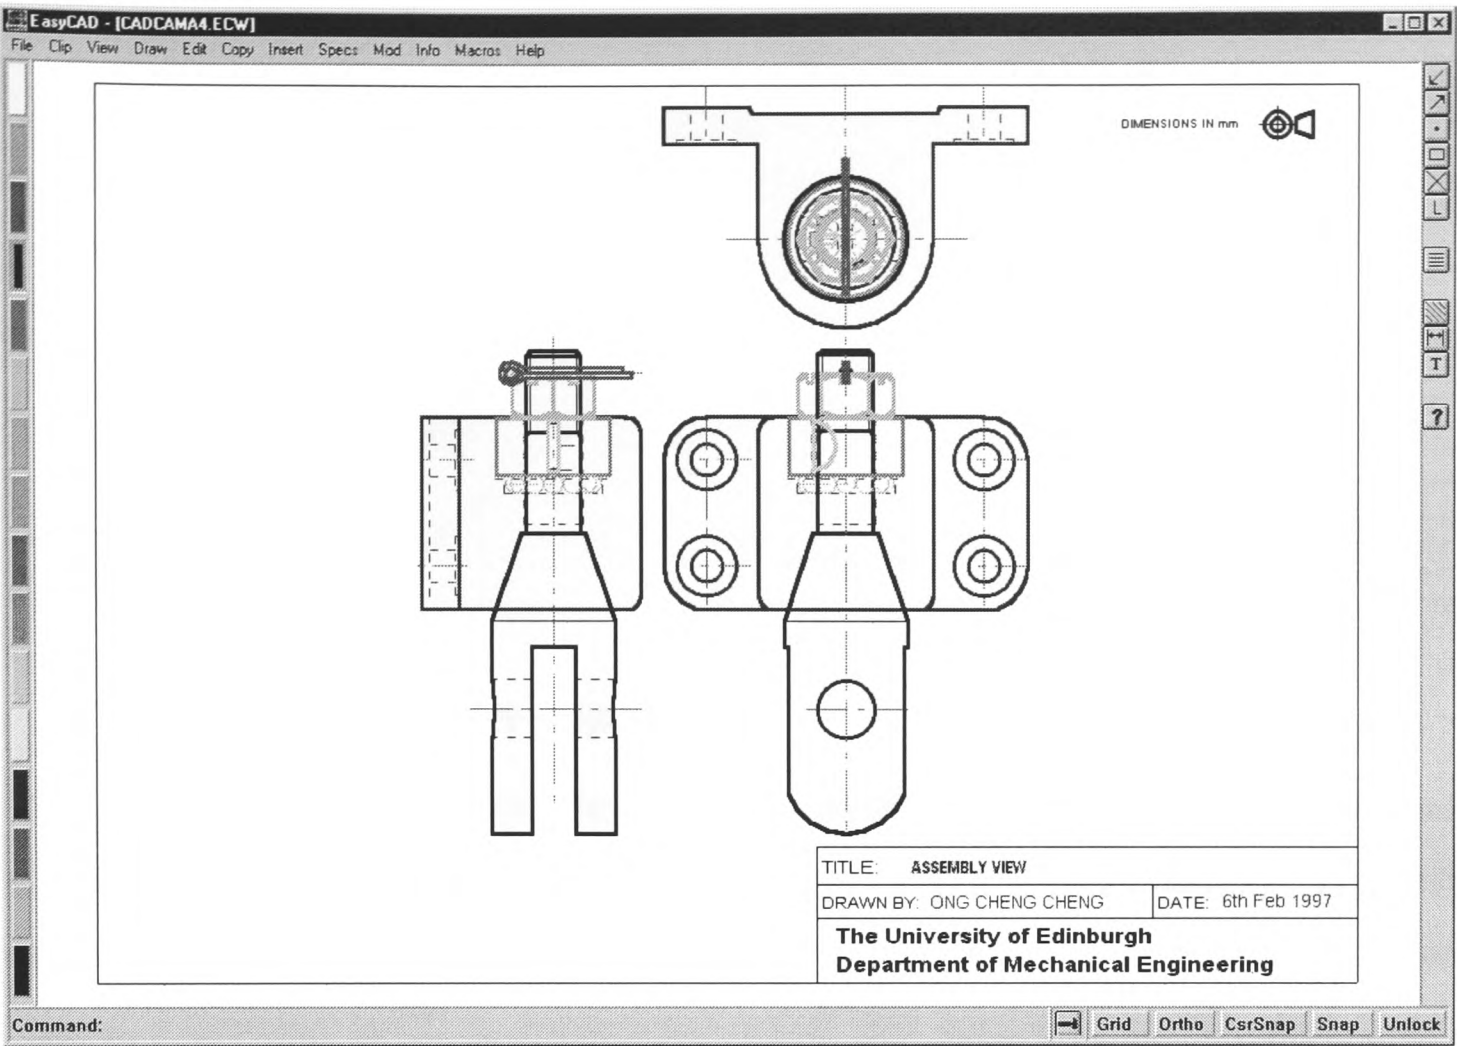 EasyCAD - [CADCAMA4.ECW]
File Clip View Draw Edit Copy Insert Specs Mod Info Macros Help
DIMENSIONS IN mm
L
T
?
TITLE: ASSEMBLY VIEW
DRAWN BY: ONG CHENG CHENG DATE: 6th Feb 1997
The University of Edinburgh
Department of Mechanical Engineering
Command: Grid Ortho CsrSnap Snap Unlock